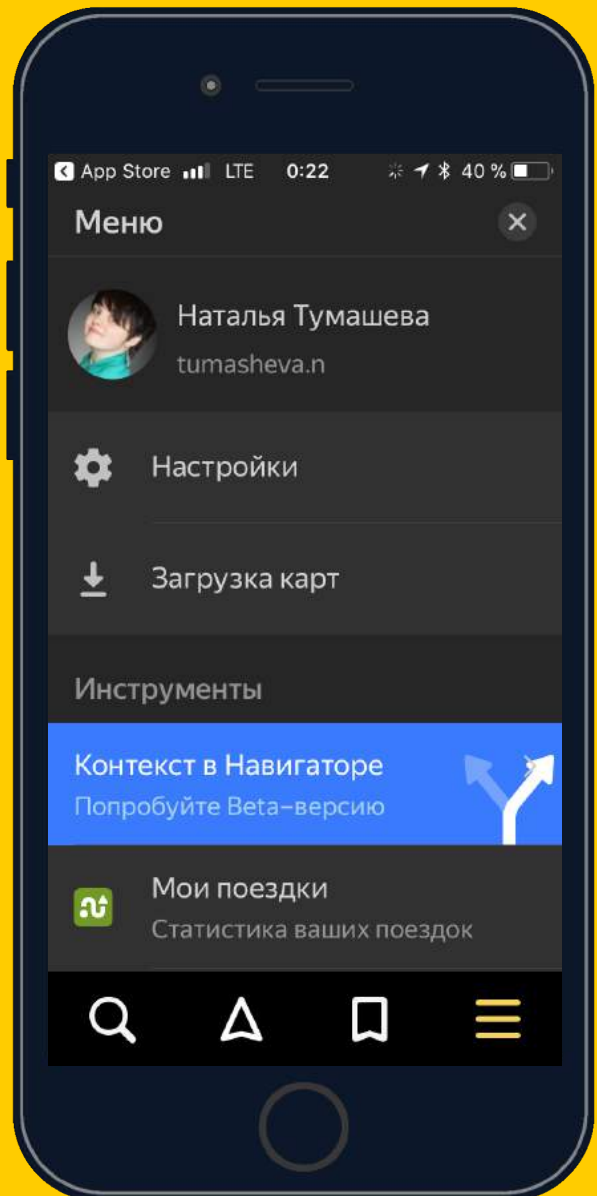 App Store LTE 0:22 40 %
Меню
Наталья Тумашева
tumasheva.n
Настройки
Загрузка карт
Инструменты
Контекст в Навигаторе
Попробуйте Beta–версию
Мои поездки
Статистика ваших поездок